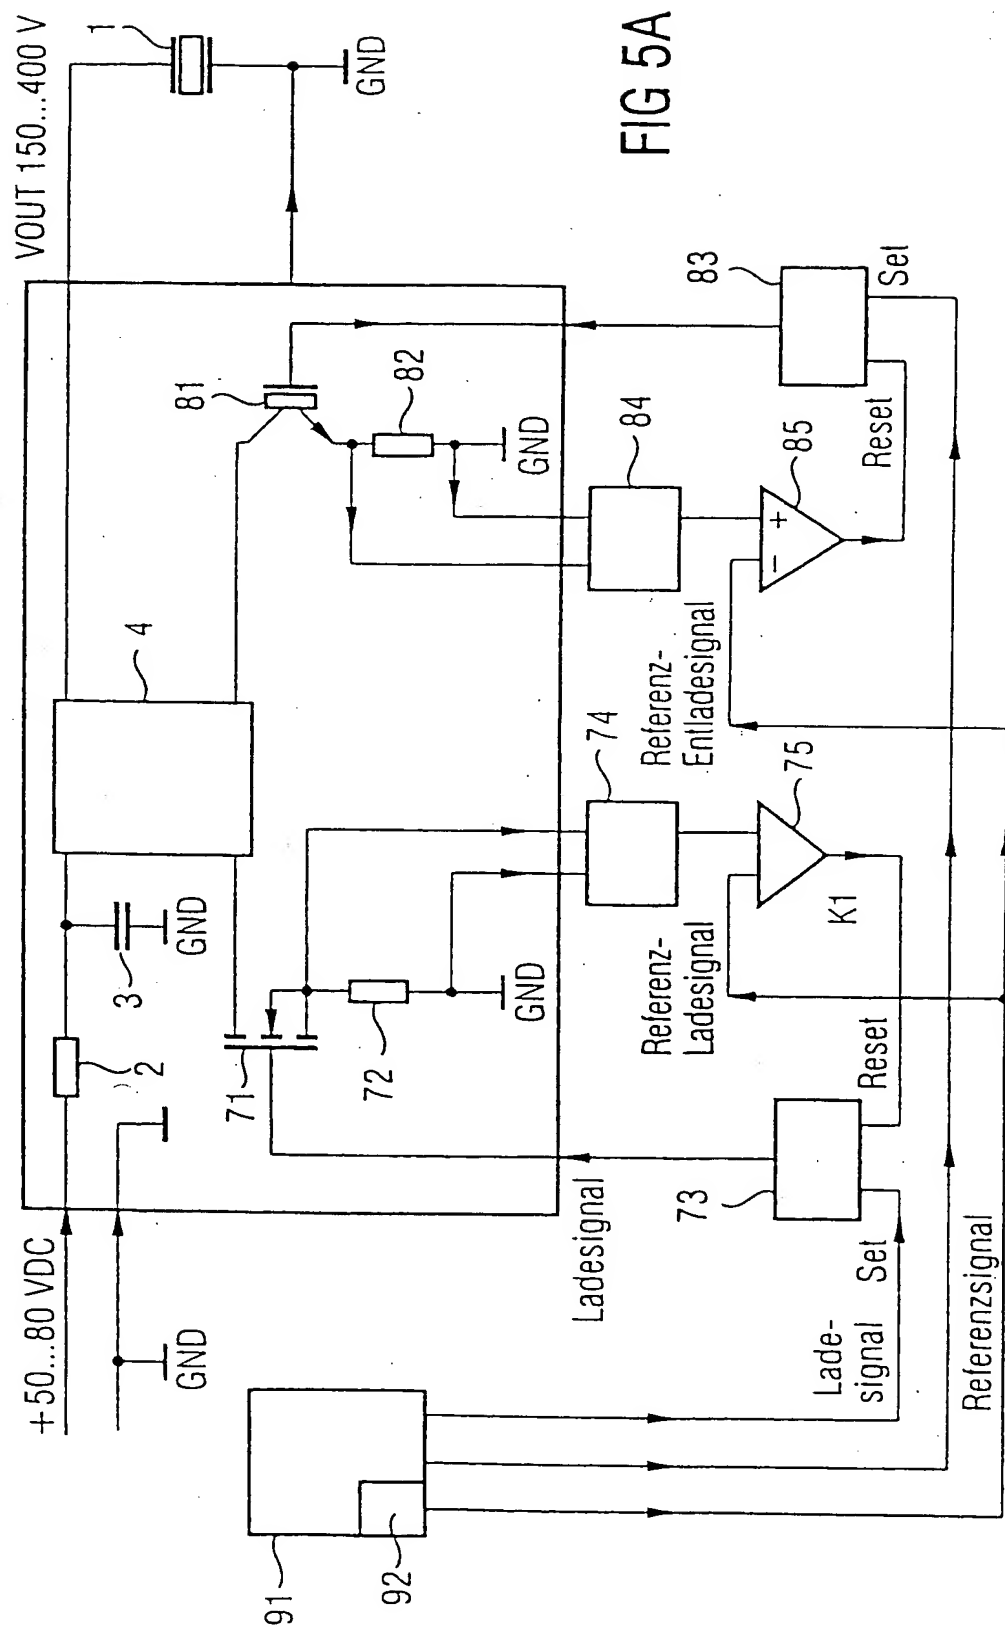 +50...80 VDC
VOUT 150...400 V
GND
2
3
GND
4
1
GND
71
72
GND
81
82
GND
FIG 5A
Ladesignal
91
92
Lade-
signal
Set
73
Reset
Referenz-
Ladesignal
74
K1
75
Referenz-
Entladesignal
84
-
+
85
Reset
83
Set
Referenzsignal